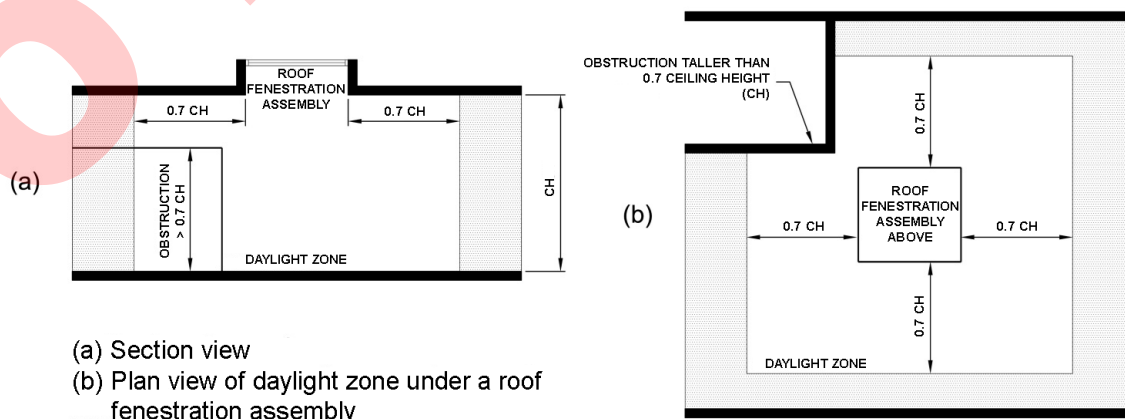 ROOF
FENESTRATION
ASSEMBLY
0.7 CH
0.7 CH
(a)
OBSTRUCTION
> 0.7 CH
CH
DAYLIGHT ZONE
(a) Section view
(b) Plan view of daylight zone under a roof
fenestration assembly
OBSTRUCTION TALLER THAN
0.7 CEILING HEIGHT
(CH)
0.7 CH
(b)
ROOF
FENESTRATION
ASSEMBLY
ABOVE
0.7 CH
0.7 CH
0.7 CH
DAYLIGHT ZONE